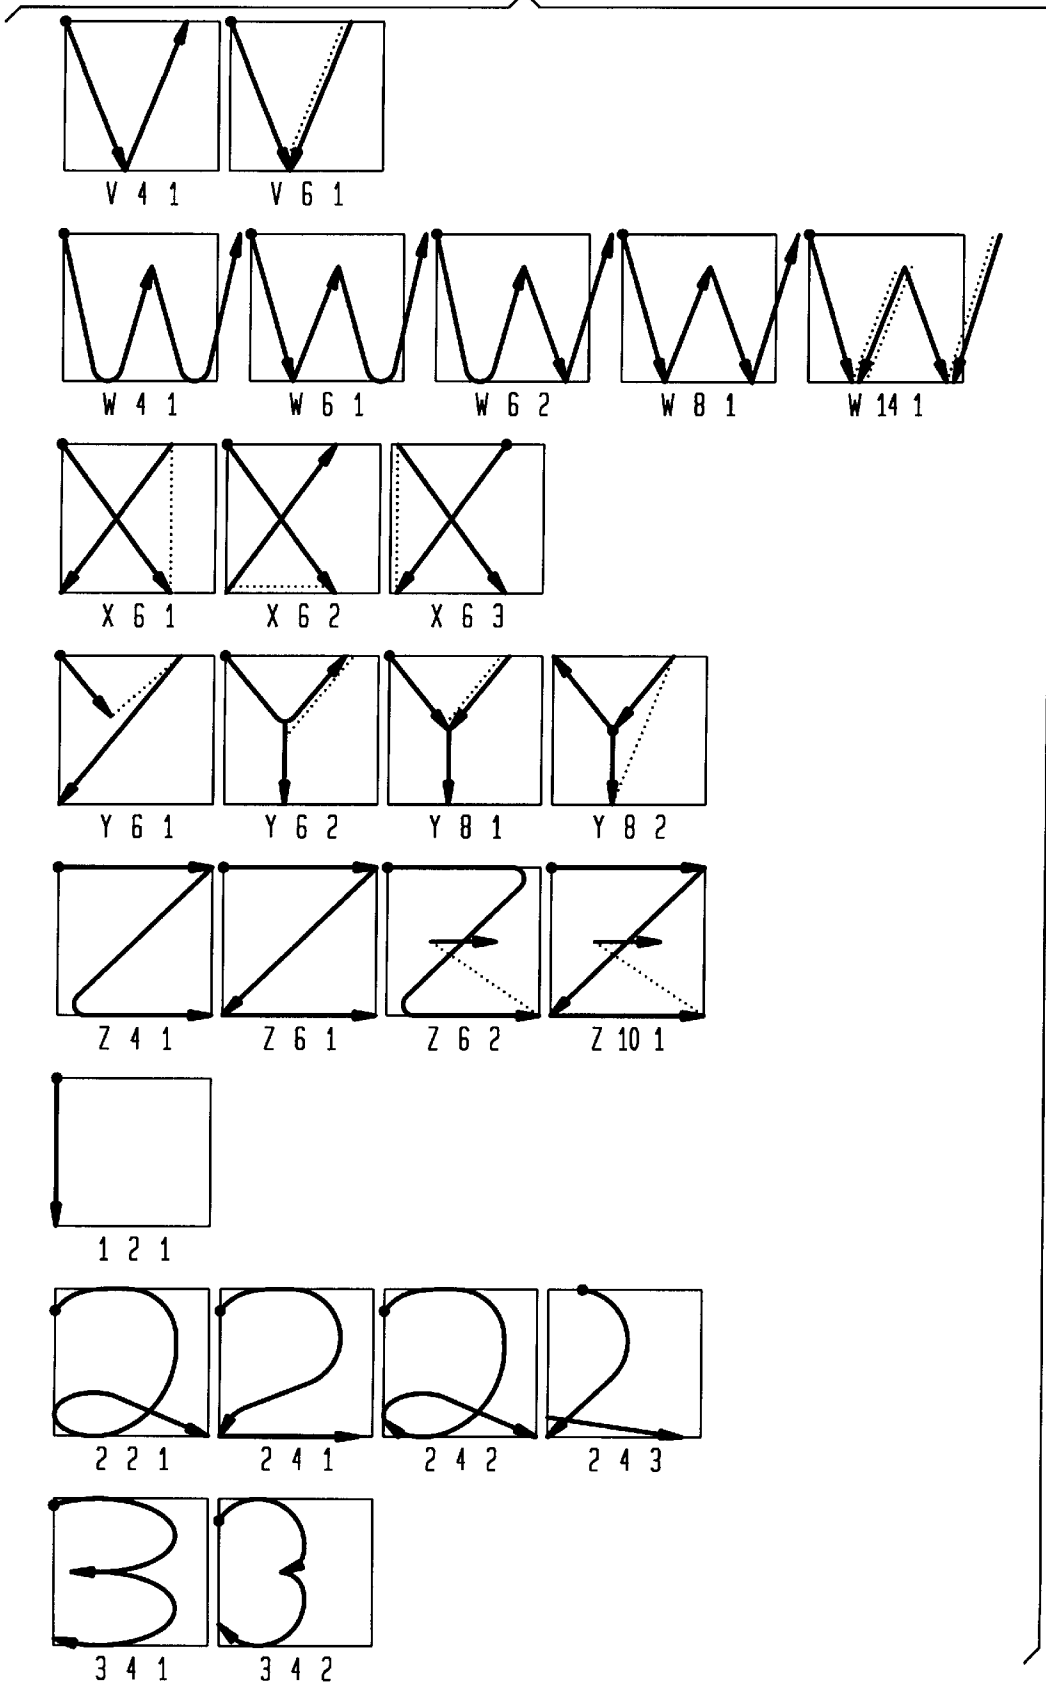 V 4 1 V 6 1
W 4 1 W 6 1 W 6 2 W 8 1 W 14 1
X 6 1 X 6 2 X 6 3
Y 6 1 Y 6 2 Y 8 1 Y 8 2
Z 4 1 Z 6 1 Z 6 2 Z 10 1
1 2 1
2 2 1 2 4 1 2 4 2 2 4 3
3 4 1 3 4 2